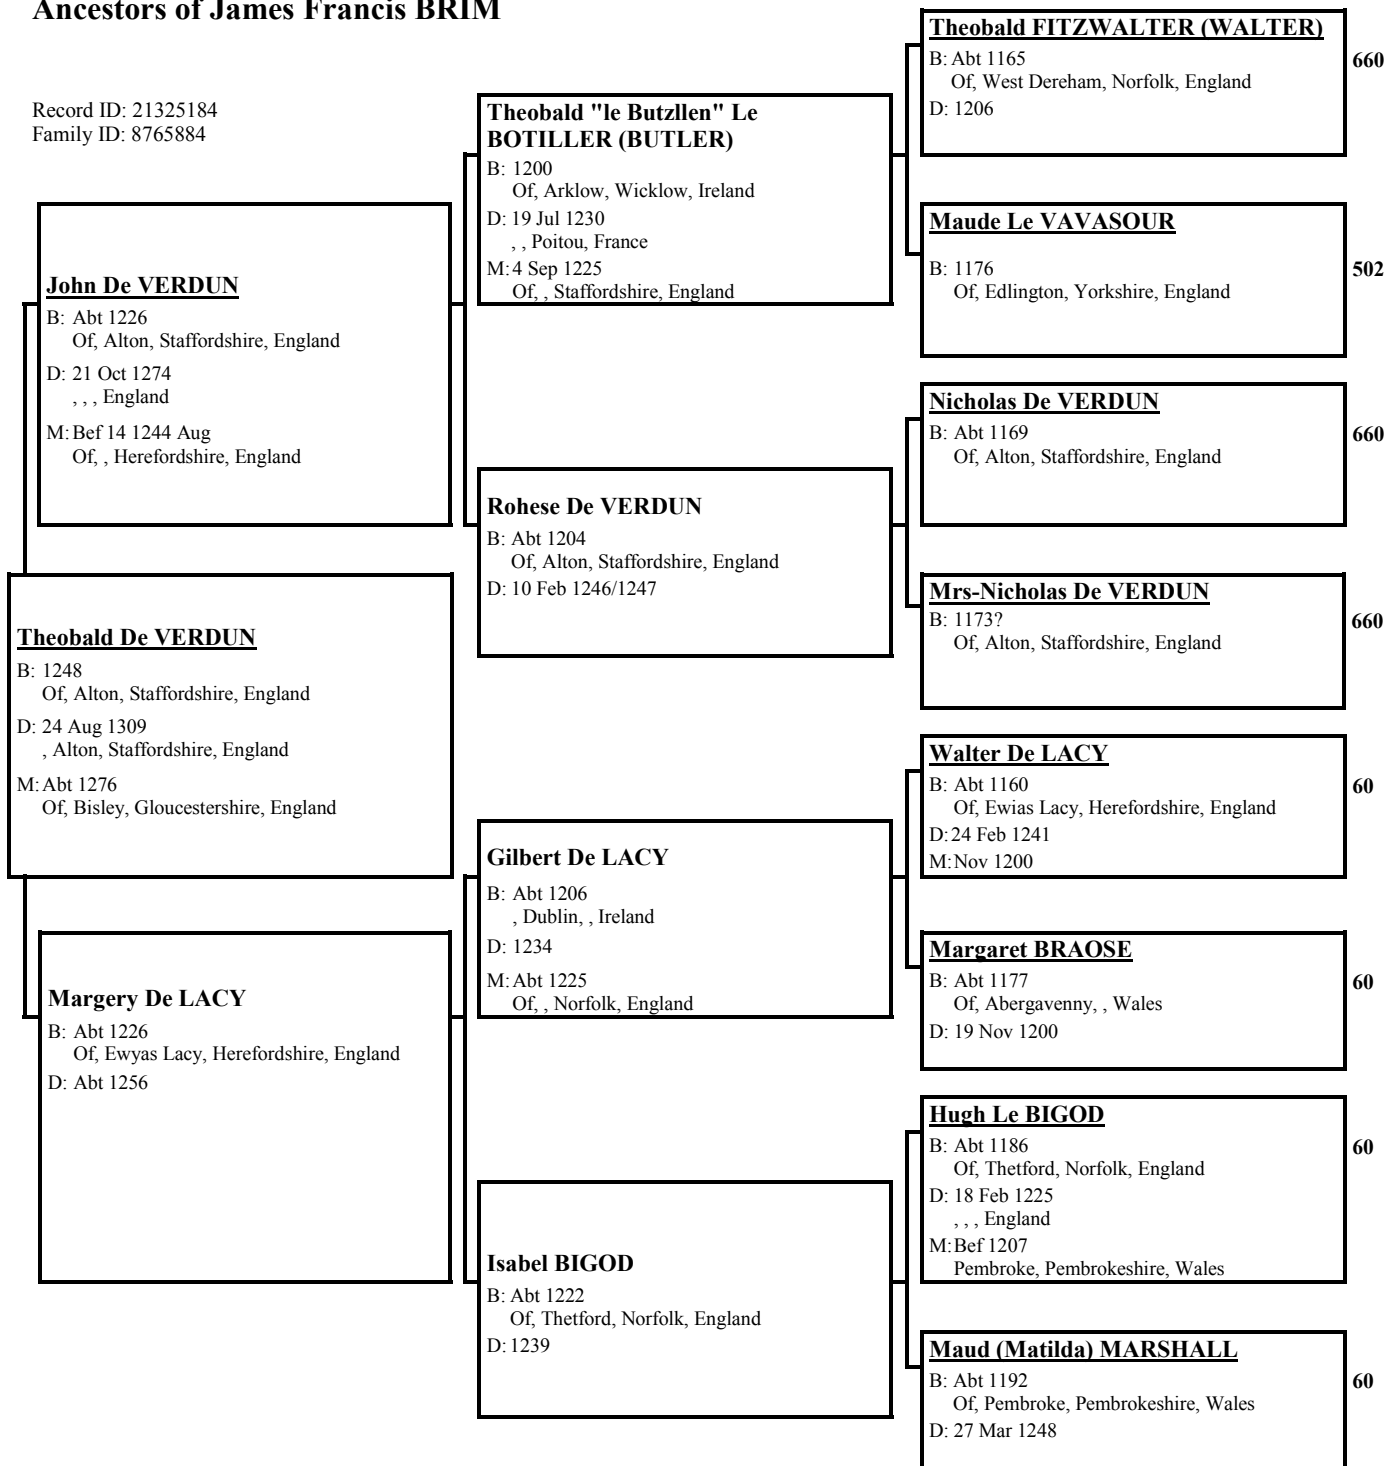 Ancestors of James Francis BRIM
Record ID: 21325184
Family ID: 8765884
Theobald De VERDUN
B: 1248
Of, Alton, Staffordshire, England
D: 24 Aug 1309
, Alton, Staffordshire, England
M: Abt 1276
Of, Bisley, Gloucestershire, England
John De VERDUN
B: Abt 1226
Of, Alton, Staffordshire, England
D: 21 Oct 1274
, , , England
M: Bef 14 1244 Aug
Of, , Herefordshire, England
Margery De LACY
B: Abt 1226
Of, Ewyas Lacy, Herefordshire, England
D: Abt 1256
Theobald "le Butzllen" Le
BOTILLER (BUTLER)
B: 1200
Of, Arklow, Wicklow, Ireland
D: 19 Jul 1230
, , Poitou, France
M: 4 Sep 1225
Of, , Staffordshire, England
Rohese De VERDUN
B: Abt 1204
Of, Alton, Staffordshire, England
D: 10 Feb 1246/1247
Gilbert De LACY
B: Abt 1206
, Dublin, , Ireland
D: 1234
M: Abt 1225
Of, , Norfolk, England
Isabel BIGOD
B: Abt 1222
Of, Thetford, Norfolk, England
D: 1239
Theobald FITZWALTER (WALTER)
B: Abt 1165
Of, West Dereham, Norfolk, England
D: 1206
660
Maude Le VAVASOUR
B: 1176
Of, Edlington, Yorkshire, England
502
Nicholas De VERDUN
B: Abt 1169
Of, Alton, Staffordshire, England
660
Mrs-Nicholas De VERDUN
B: 1173?
Of, Alton, Staffordshire, England
660
Walter De LACY
B: Abt 1160
Of, Ewias Lacy, Herefordshire, England
D: 24 Feb 1241
M: Nov 1200
60
Margaret BRAOSE
B: Abt 1177
Of, Abergavenny, , Wales
D: 19 Nov 1200
60
Hugh Le BIGOD
B: Abt 1186
Of, Thetford, Norfolk, England
D: 18 Feb 1225
, , , England
M: Bef 1207
Pembroke, Pembrokeshire, Wales
60
Maud (Matilda) MARSHALL
B: Abt 1192
Of, Pembroke, Pembrokeshire, Wales
D: 27 Mar 1248
60